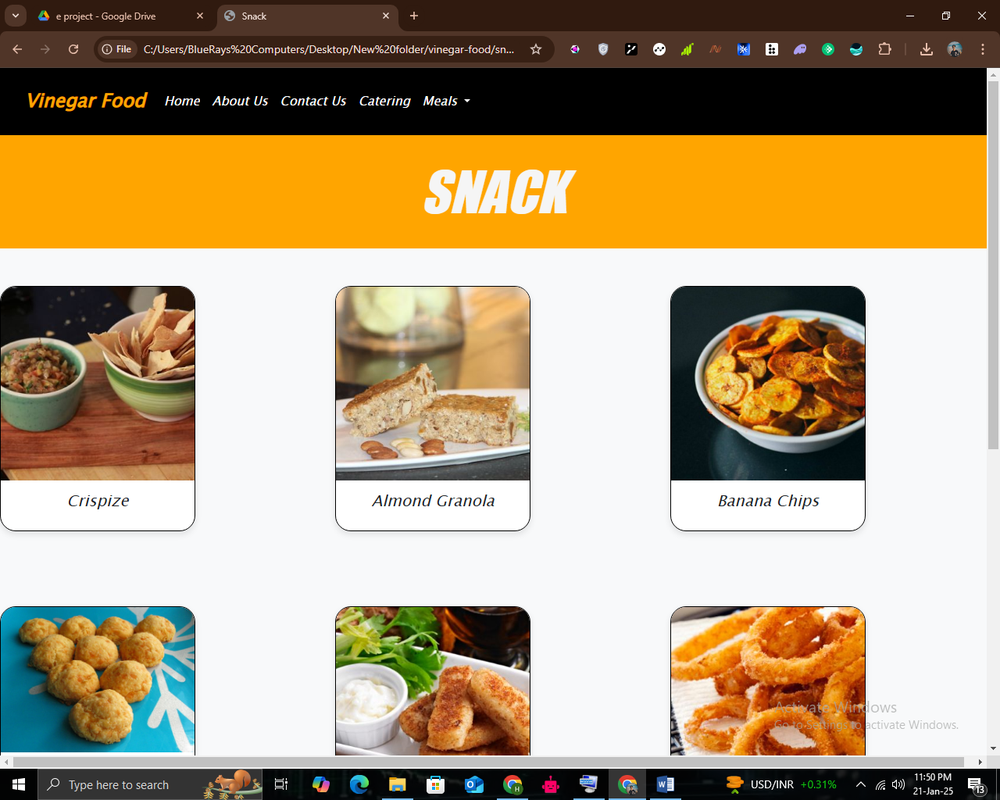 e project - Google Drive
Snack
File
C:/Users/BlueRays%20Computers/Desktop/New%20folder/vinegar-food/sn...
Vinegar Food
Home
About Us
Contact Us
Catering
Meals
SNACK
Crispize
Almond Granola
Banana Chips
Activate Windows
Go to Settings to activate Windows.
Type here to search
H
USD/INR +0.31%
11:50 PM
21-Jan-25
13